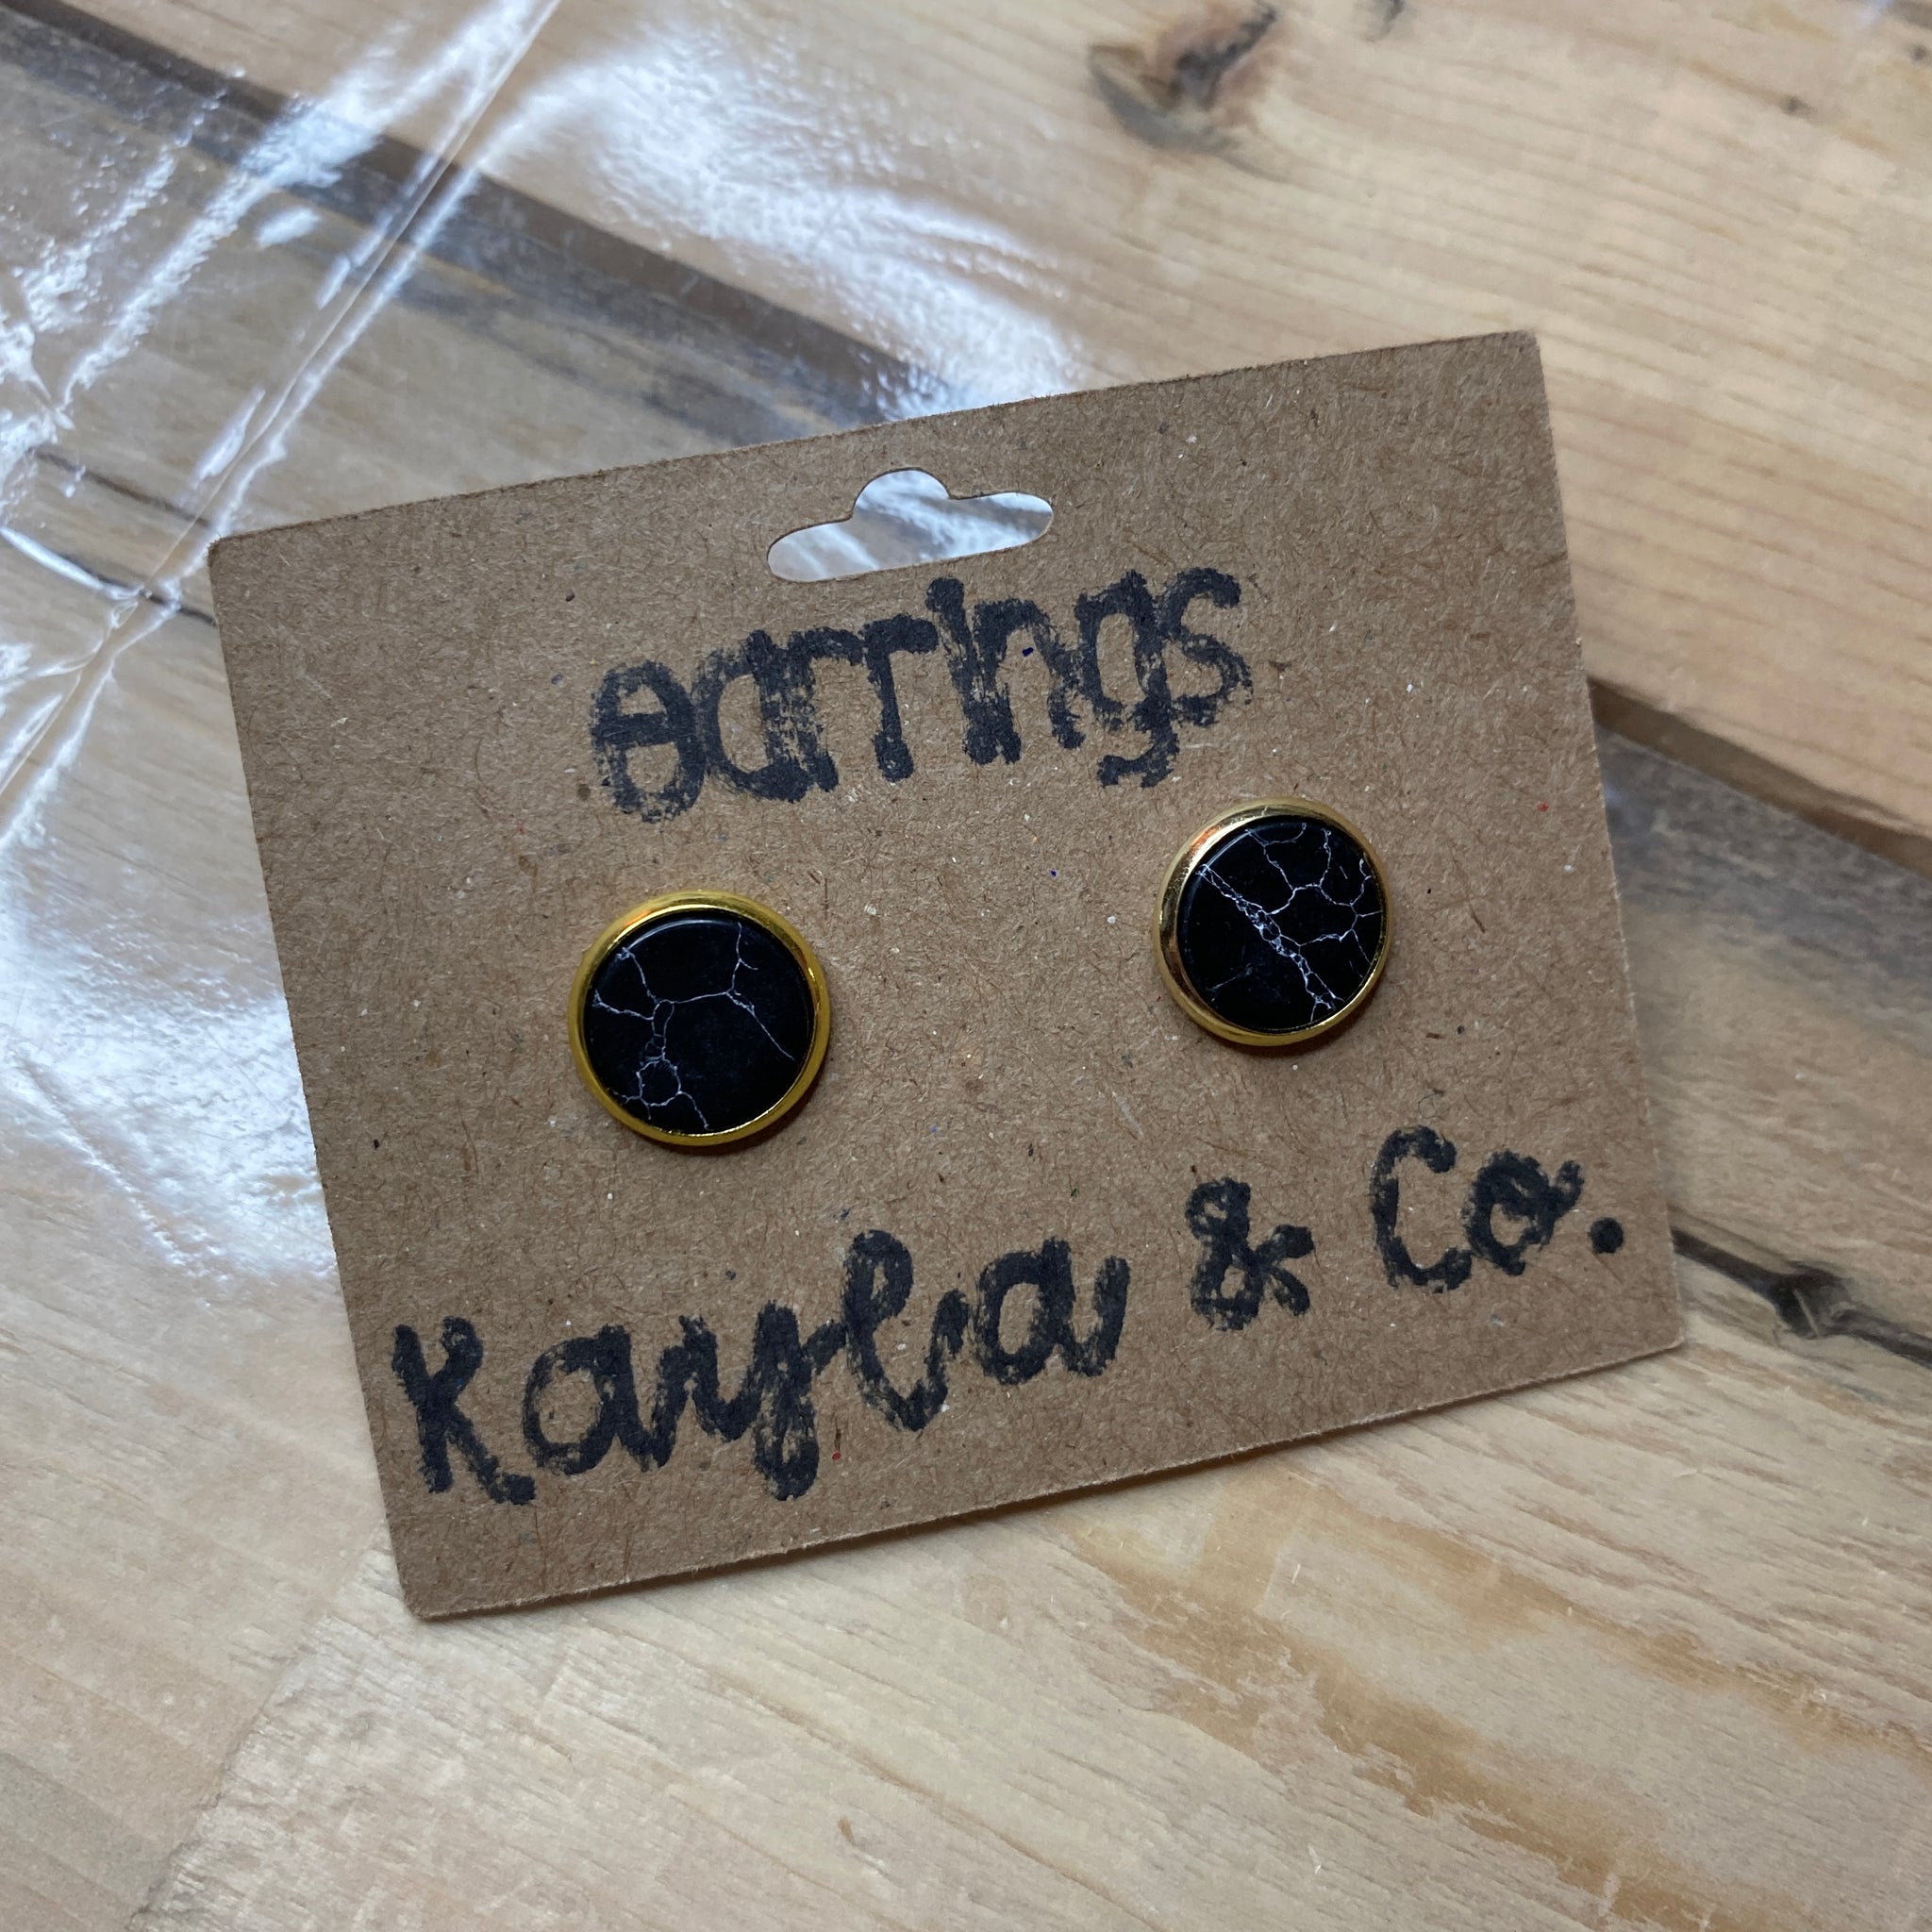 earrings
Kayla & Co.